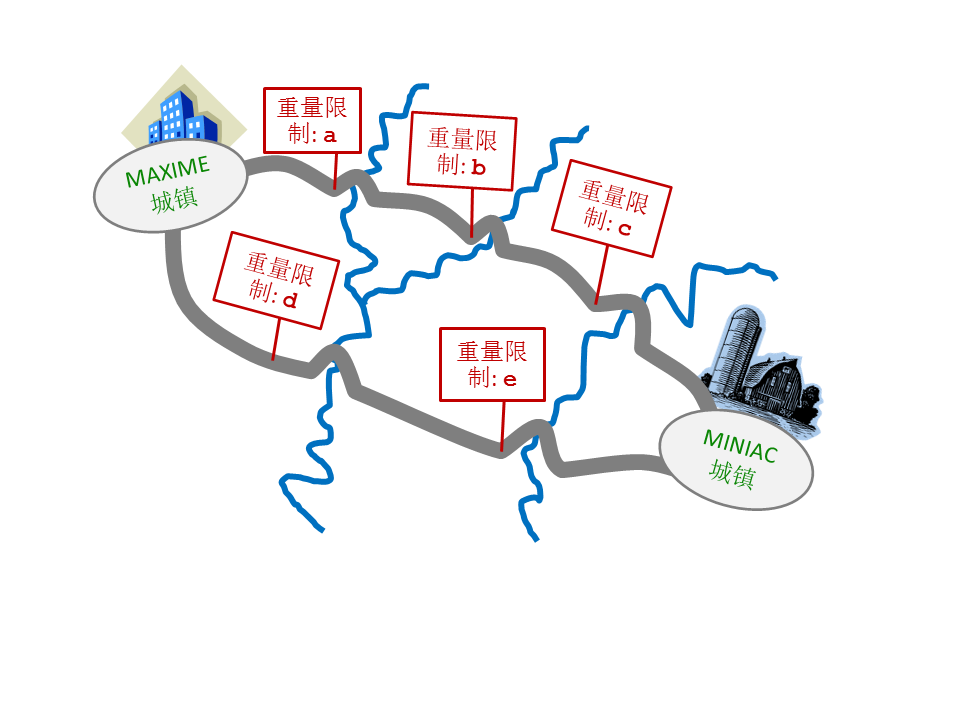 重量限
制: a
重量限
制: b
MAXIME
城镇
重量限
制: c
重量限
制: d
重量限
制: e
MINIAC
城镇